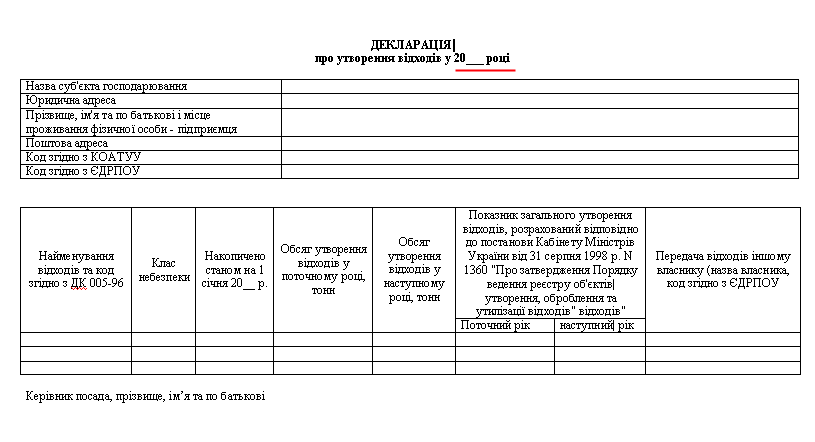 ДЕКЛАРАЦІЯ
про утворення відходів у 20___ році
Назва суб'єкта господарювання
Юридична адреса
Прізвище, ім'я та по батькові і місце
проживання фізичної особи - підприємця
Поштова адреса
Код згідно з КОАТУУ
Код згідно з ЄДРПОУ
Найменування
відходів та код
згідно з ДК 005-96
Клас
небезпеки
Накопичено
станом на 1
січня 20__ р.
Обсяг утворення
відходів у
поточному році,
тонн
Обсяг
утворення
відходів у
наступному
році, тонн
Показник загального утворення
відходів, розрахований відповідно
до постанови Кабінету Міністрів
України від 31 серпня 1998 р. N
1360 "Про затвердження Порядку
ведення реєстру об'єктів
утворення, оброблення та
утилізації відходів" відходів"
Поточний рік
наступний рік
Передача відходів іншому
власнику (назва власника,
код згідно з ЄДРПОУ
Керівник посада, прізвище, ім’я та по батькові